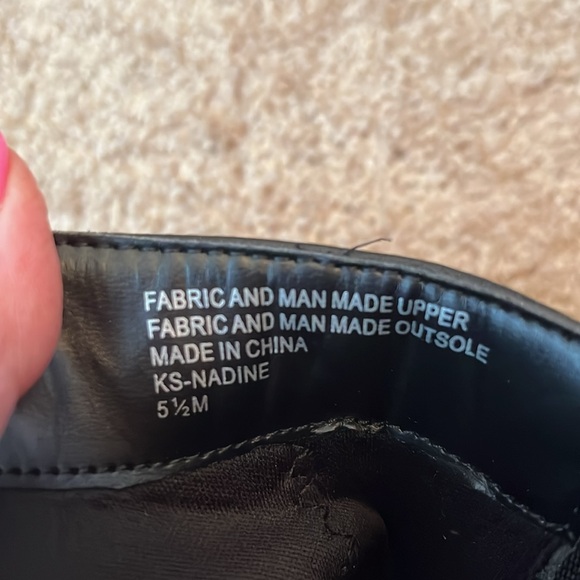 FABRIC AND MAN MADE UPPER
FABRIC AND MAN MADE OUTSOLE
MADE IN CHINA
KS-NADINE
5½M